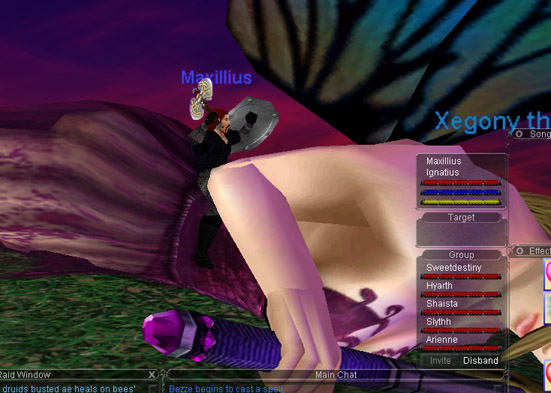 Maxillius
Xegony th
Song
Maxillius
Ignatius
Target
Effect
Group
Sweetdestiny
Hyarth
Shaista
Slythh
Arienne
Invite Disband
Raid Window X
Main Chat
druids busted ae heals on bees'
Bezze begins to cast a spell.